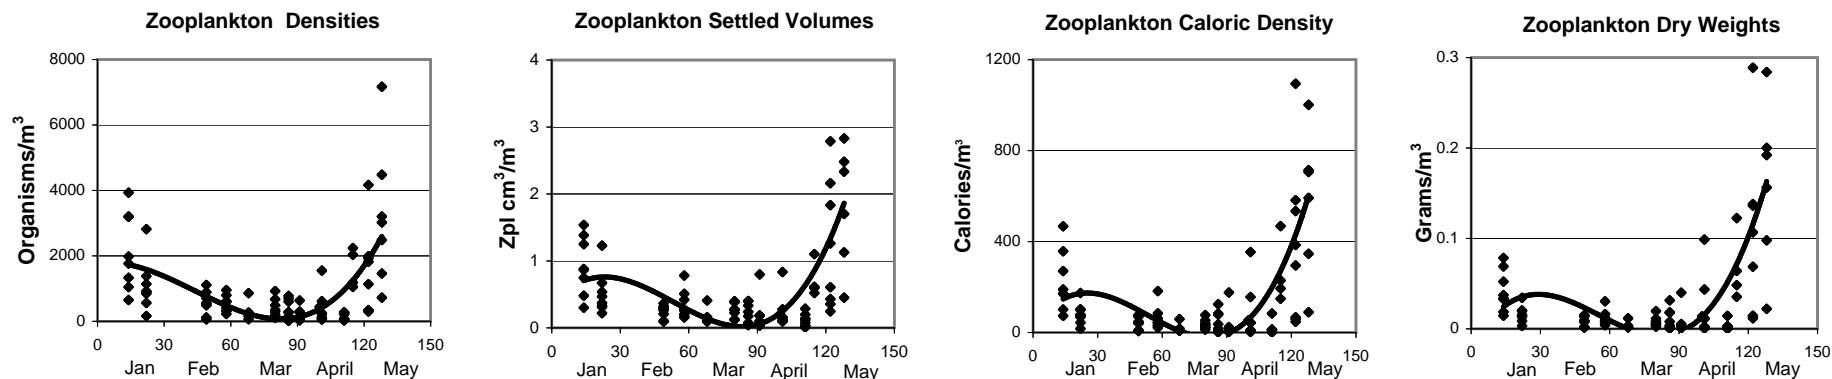 Zooplankton Densities
Organisms/m³
8000
6000
4000
2000
0
0 30 60 90 120 150
Jan Feb Mar April May
Zooplankton Settled Volumes
Zpl cm³/m³
4
3
2
1
0
0 30 60 90 120 150
Jan Feb Mar April May
Zooplankton Caloric Density
Calories/m³
1200
800
400
0
0 30 60 90 120 150
Jan Feb Mar April May
Zooplankton Dry Weights
Grams/m³
0.3
0.2
0.1
0
0 30 60 90 120 150
Jan Feb Mar April May